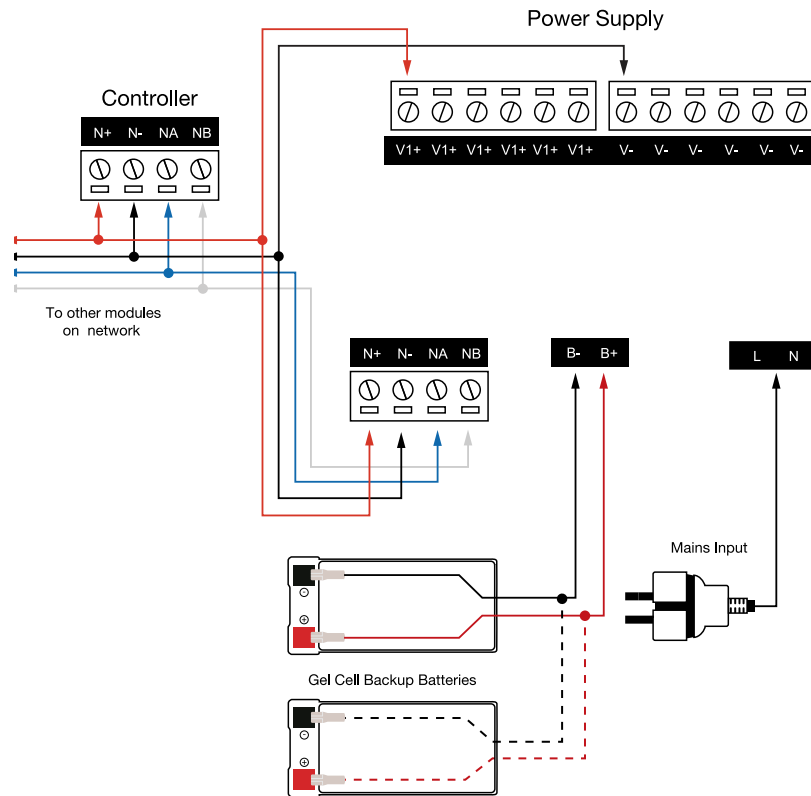 Power Supply
Controller
N+ N- NA NB
V1+ V1+ V1+ V1+ V1+ V1+ V- V- V- V- V- V-
To other modules
on network
N+ N- NA NB
B- B+
L N
Mains Input
Gel Cell Backup Batteries